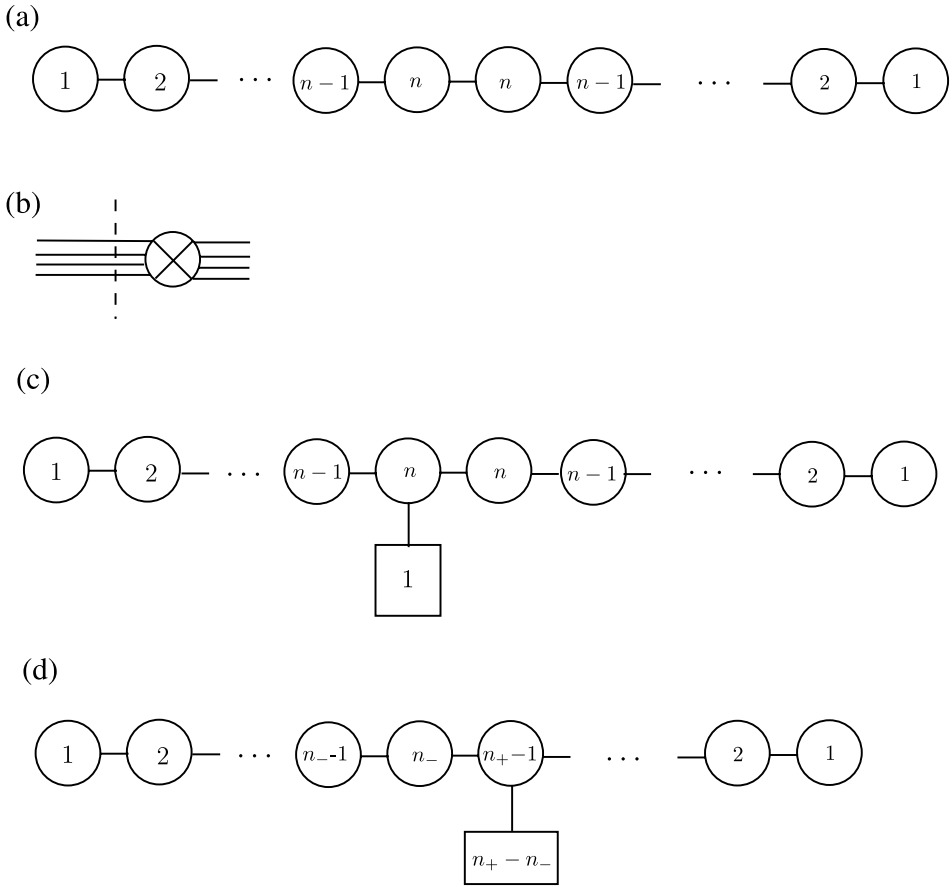 (a)
1 2 ··· n − 1 n n n − 1 ··· 2 1
(b)
(c)
1 2 ··· n − 1 n n n − 1 ··· 2 1
1
(d)
1 2 ··· n₋-1 n₋ n₊−1 ··· 2 1
n₊ − n₋